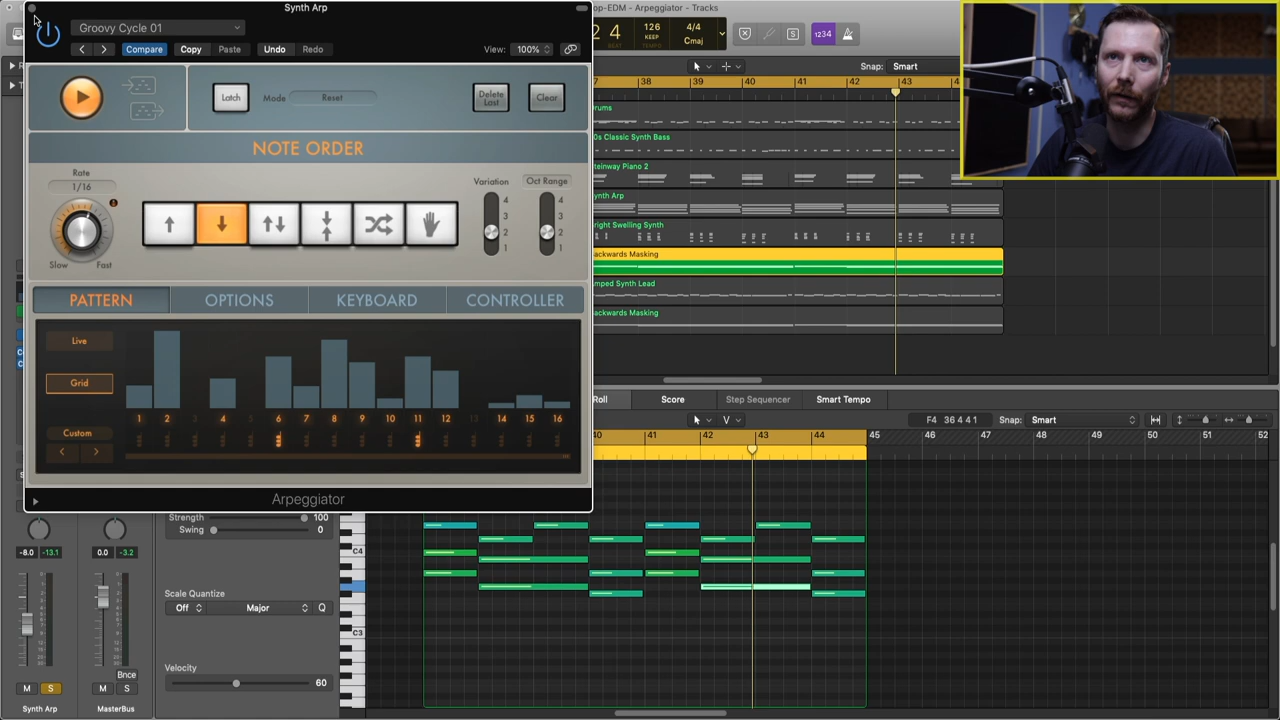 Synth Arp
op-EDM - Arpeggiator - Tracks
Groovy Cycle 01
Compare Copy Paste Undo Redo View: 100%
24 126 KEEP TEMPO 4/4 Cmaj 1234
Snap: Smart
Latch Mode Reset Delete Last Clear
38 39 40 41 42 43
rums
0s Classic Synth Bass
teinway Piano 2
ynth Arp
right Swelling Synth
ackwards Masking
mped Synth Lead
ackwards Masking
NOTE ORDER
Rate
1/16
Slow Fast
Variation Oct Range
4 4
3 3
2 2
1 1
PATTERN OPTIONS KEYBOARD CONTROLLER
Live
Grid
Custom
1 2 3 4 5 6 7 8 9 10 11 12 13 14 15 16
Arpeggiator
Roll Score Step Sequencer Smart Tempo
F4 36 4 4 1 Snap: Smart
40 41 42 43 44 45 46 47 48 49 50 51 52
Strength 100
Swing 0
-8.0 -13.1 0.0 -3.2
C4
Scale Quantize
Off Major Q
C3
Velocity
60
Bnce
M S M S
Synth Arp MasterBus